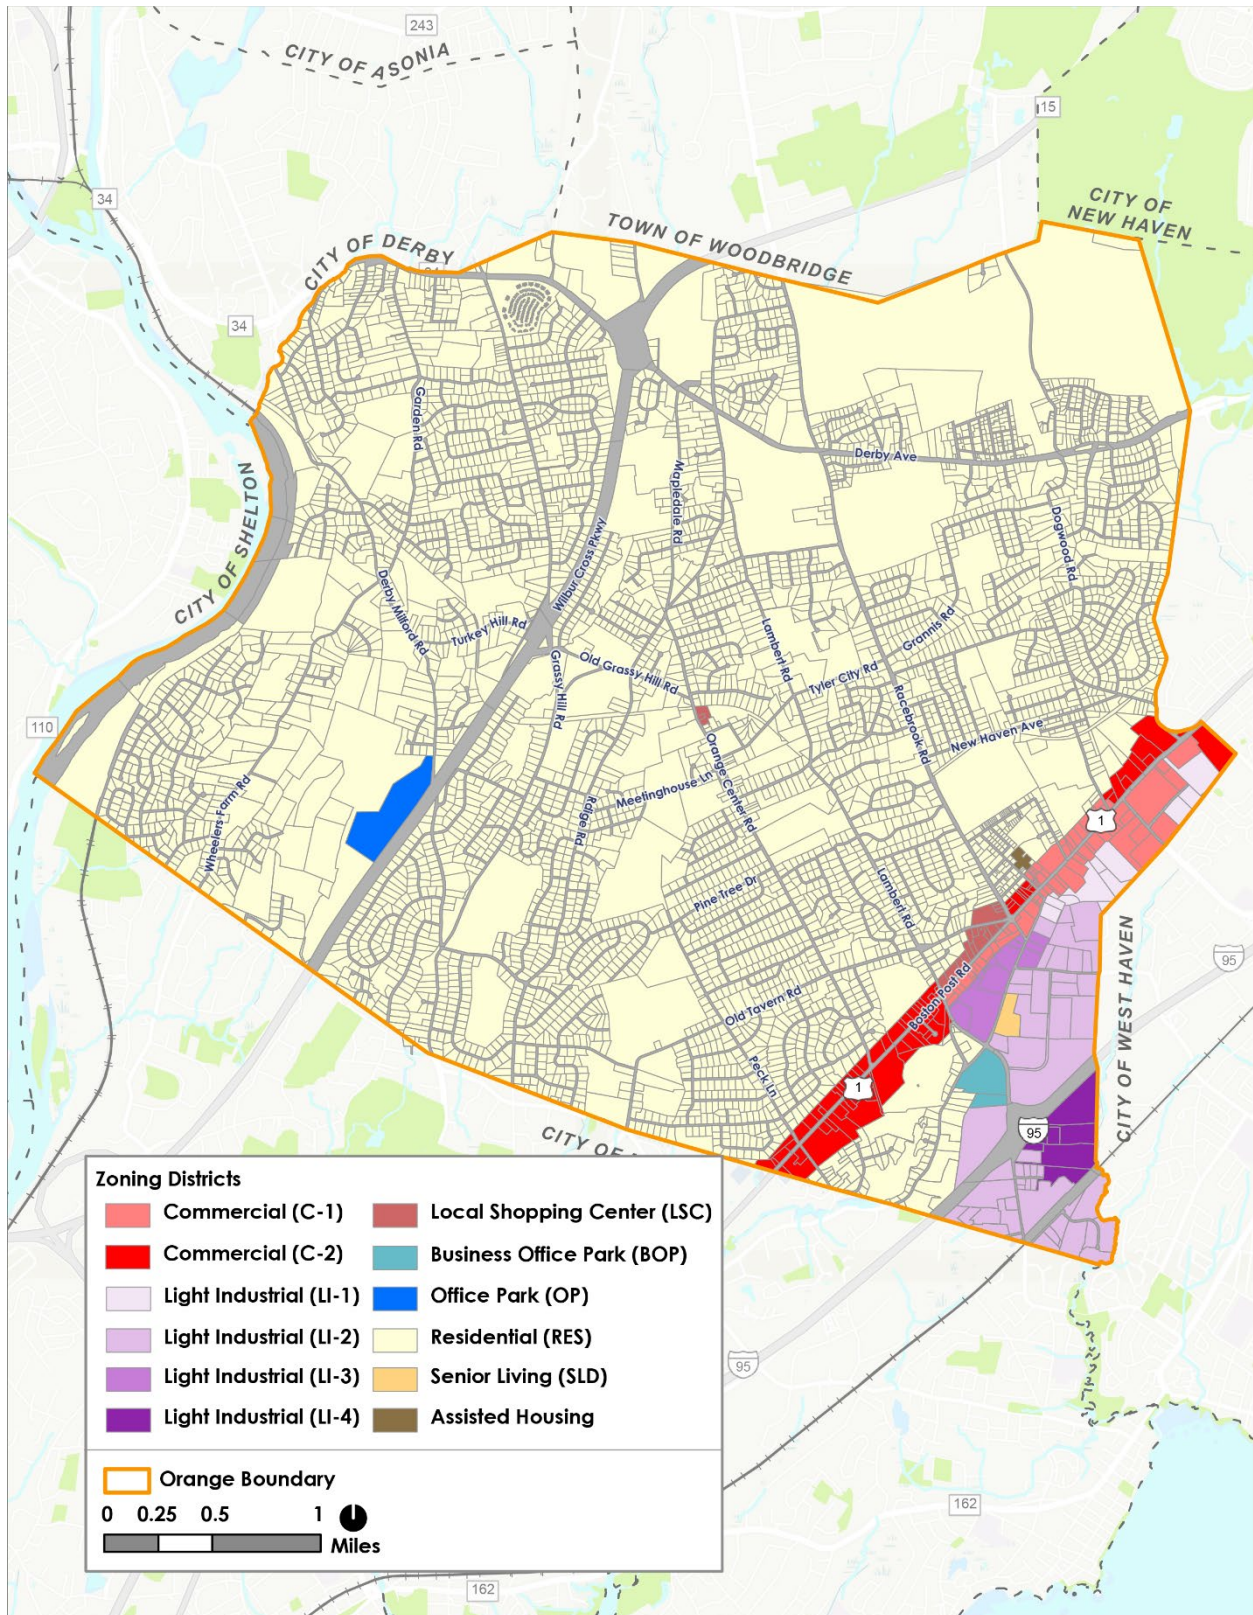 243
CITY OF ASONIA
15
34
CITY OF
NEW HAVEN
TOWN OF WOODBRIDGE
CITY OF DERBY
34
Garden Rd
Derby Ave
Mapledale Rd
CITY OF SHELTON
Dogwood Rd
Wilbur Cross Pkwy
Derby Milford Rd
Turkey Hill Rd
Grannis Rd
Lambert Rd
Old Grassy Hill Rd
Tyler City Rd
Grassy Hill Rd
Racebrook Rd
110
New Haven Ave
Orange Center Rd
Meetinghouse Ln
Wheelers Farm Rd
Ridge Rd
1
Pine Tree Dr
Lambert Rd
CITY OF WEST HAVEN
95
Boston Post Rd
Old Tavern Rd
Peck Ln
1
95
CITY OF
Zoning Districts
Commercial (C-1)
Local Shopping Center (LSC)
Commercial (C-2)
Business Office Park (BOP)
Light Industrial (LI-1)
Office Park (OP)
Light Industrial (LI-2)
Residential (RES)
Light Industrial (LI-3)
Senior Living (SLD)
Light Industrial (LI-4)
Assisted Housing
95
Orange Boundary
0 0.25 0.5 1
Miles
162
162